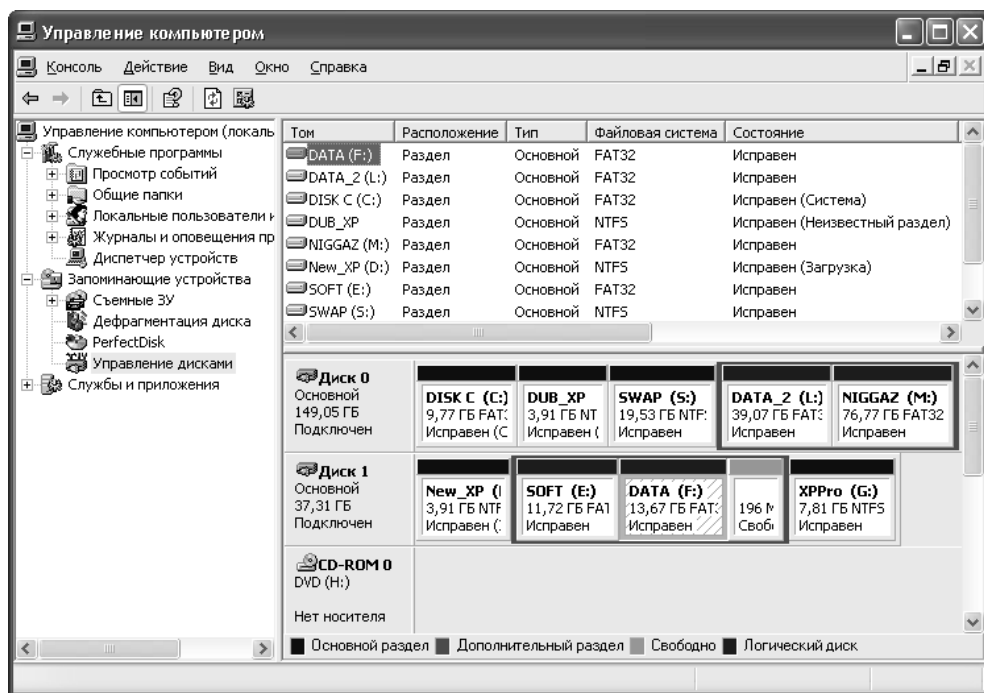 Управление компьютером
Консоль Действие Вид Окно Справка
Управление компьютером (локаль
Служебные программы
Просмотр событий
Общие папки
Локальные пользователи и
Журналы и оповещения пр
Диспетчер устройств
Запоминающие устройства
Съемные ЗУ
Дефрагментация диска
PerfectDisk
Управление дисками
Службы и приложения
Том Расположение Тип Файловая система Состояние
DATA (F:) Раздел Основной FAT32 Исправен
DATA_2 (L:) Раздел Основной FAT32 Исправен
DISK C (C:) Раздел Основной FAT32 Исправен (Система)
DUB_XP Раздел Основной NTFS Исправен (Неизвестный раздел)
NIGGAZ (M:) Раздел Основной FAT32 Исправен
New_XP (D:) Раздел Основной NTFS Исправен (Загрузка)
SOFT (E:) Раздел Основной FAT32 Исправен
SWAP (S:) Раздел Основной NTFS Исправен
Диск 0
Основной
149,05 ГБ
Подключен
DISK C (C:) DUB_XP SWAP (S:) DATA_2 (L:) NIGGAZ (M:)
9,77 ГБ FAT: 3,91 ГБ NT 19,53 ГБ NTF: 39,07 ГБ FAT: 76,77 ГБ FAT32
Исправен (С Исправен ( Исправен Исправен Исправен
Диск 1
Основной
37,31 ГБ
Подключен
New_XP ( SOFT (E:) DATA (F:) XPPro (G:)
3,91 ГБ NTF 11,72 ГБ FAT 13,67 ГБ FAT: 196 М 7,81 ГБ NTFS
Исправен ( Исправен Исправен Свобо Исправен
CD-ROM 0
DVD (H:)
Нет носителя
Основной раздел Дополнительный раздел Свободно Логический диск